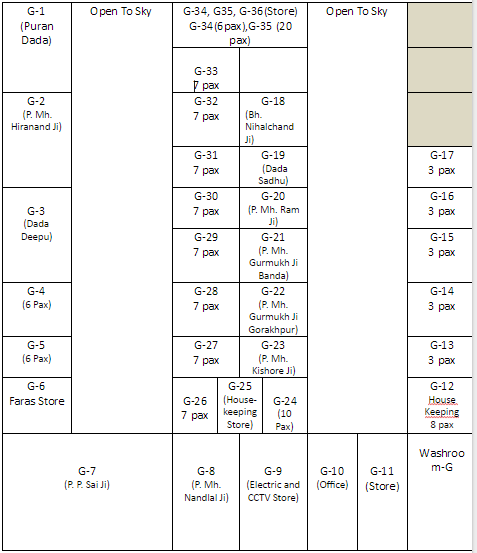 G-1
(Puran
Dada)
Open To Sky
G-34, G35, G-36(Store)
G-34(6pax),G-35 (20
pax)
Open To Sky
G-33
7 pax
G-2
(P. Mh.
Hiranand Ji)
G-32
7 pax
G-18
(Bh.
Nihalchand
Ji)
G-31
7 pax
G-19
(Dada
Sadhu)
G-17
3 pax
G-3
(Dada
Deepu)
G-30
7 pax
G-20
(P. Mh. Ram
Ji)
G-16
3 pax
G-29
7 pax
G-21
(P. Mh.
Gurmukh Ji
Banda)
G-15
3 pax
G-4
(6 Pax)
G-28
7 pax
G-22
(P. Mh.
Gurmukh Ji
Gorakhpur)
G-14
3 pax
G-5
(6 Pax)
G-27
7 pax
G-23
(P. Mh.
Kishore Ji)
G-13
3 pax
G-6
Faras Store
G-26
7 pax
G-25
(House-
keeping
Store)
G-24
(10
Pax)
G-12
House
Keeping
8 pax
G-7
(P. P. Sai Ji)
G-8
(P. Mh.
Nandlal Ji)
G-9
(Electric and
CCTV Store)
G-10
(Office)
G-11
(Store)
Washroo
m-G